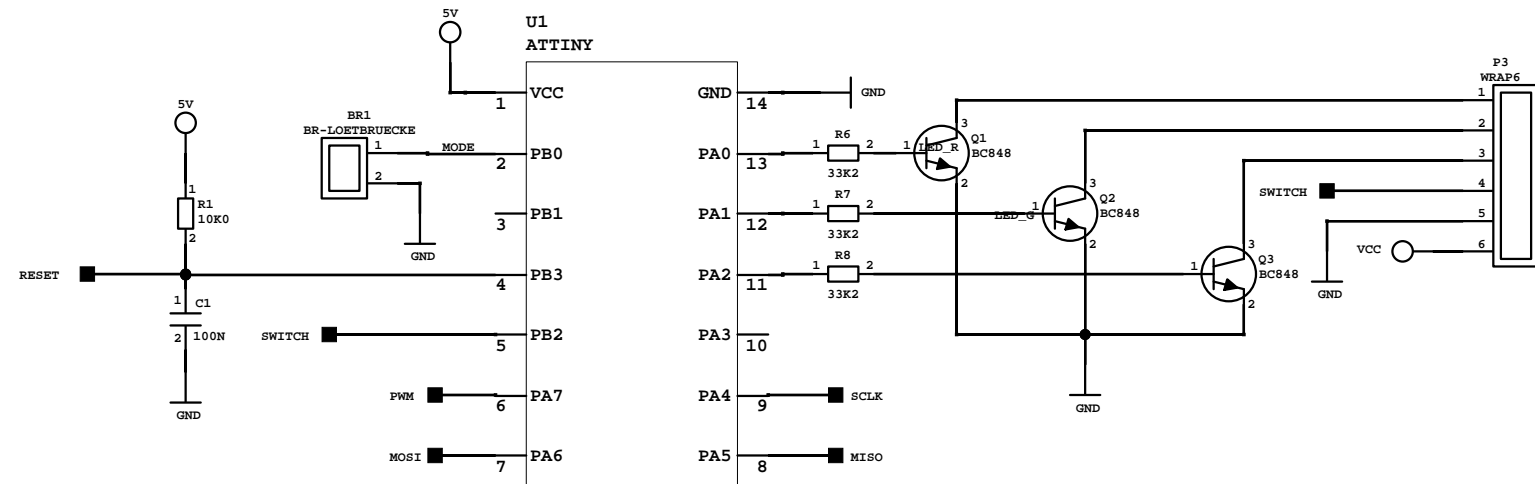 5V
U1
ATTINY
5V
BR1
BR-LOETBRUECKE
1
2
MODE
GND
1
R1
10K0
2
RESET
1
C1
2
100N
GND
SWITCH
PWM
MOSI
1
VCC
2
PB0
3
PB1
4
PB3
5
PB2
6
PA7
7
PA6
GND
14
GND
PA0
13
PA1
12
PA2
11
PA3
10
PA4
9
SCLK
PA5
8
MISO
R6
1
2
33K2
R7
1
2
33K2
R8
1
2
33K2
3
1
LED_R
Q1
BC848
2
3
1
LED_G
Q2
BC848
2
3
1
Q3
BC848
2
GND
P3
WRAP6
1
2
3
SWITCH
4
5
VCC
6
GND